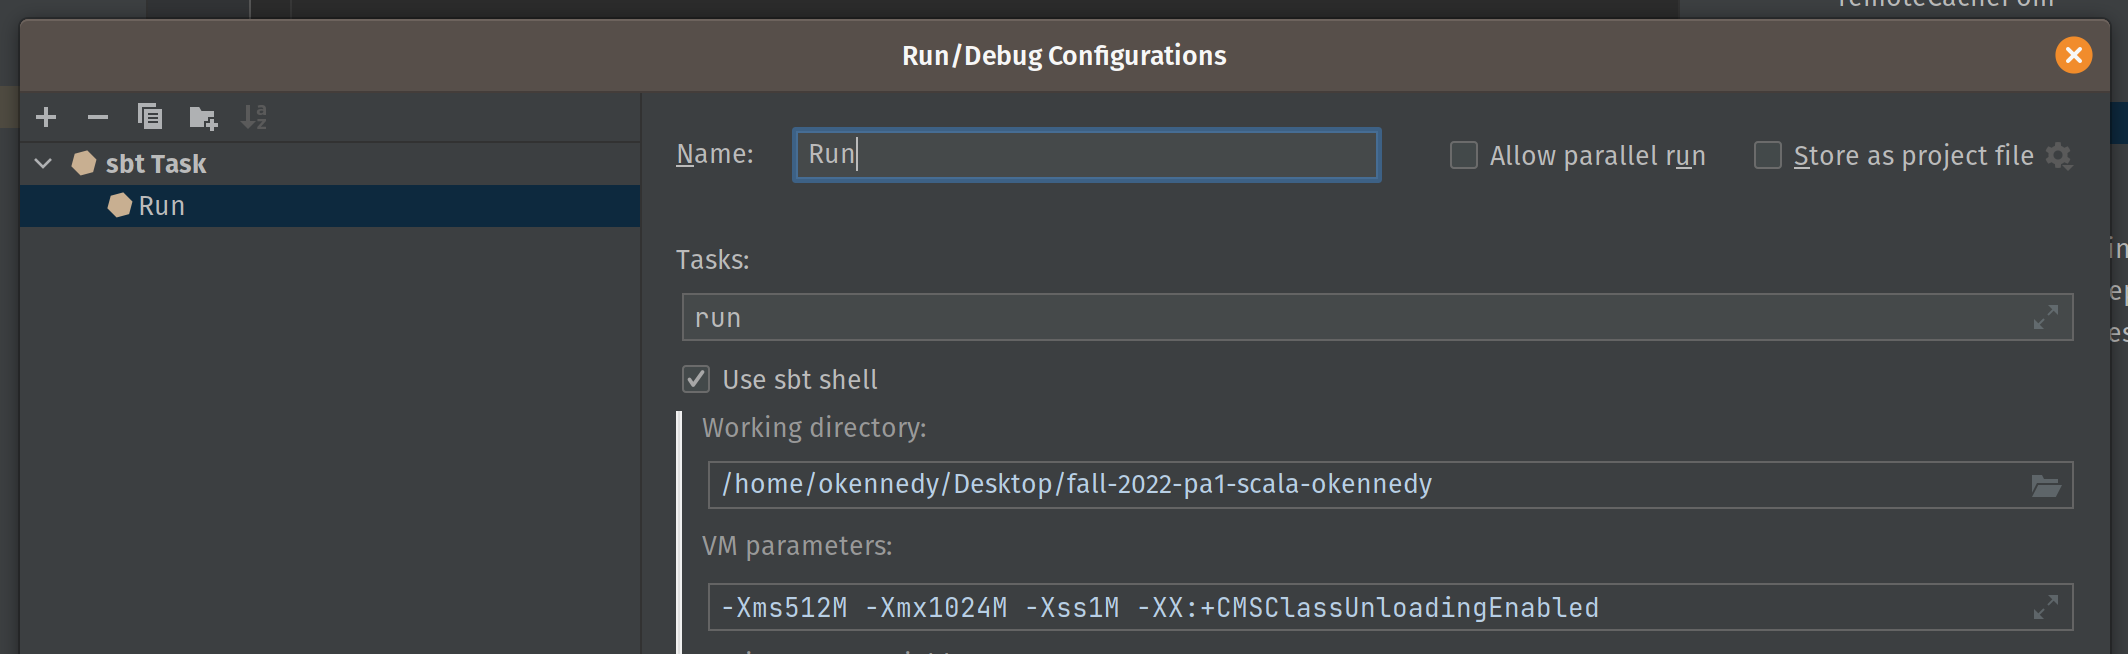 Run/Debug Configurations
sbt Task
Run
Name: Run
Allow parallel run
Store as project file
Tasks:
run
Use sbt shell
Working directory:
/home/okennedy/Desktop/fall-2022-pa1-scala-okennedy
VM parameters:
-Xms512M -Xmx1024M -Xss1M -XX:+CMSClassUnloadingEnabled